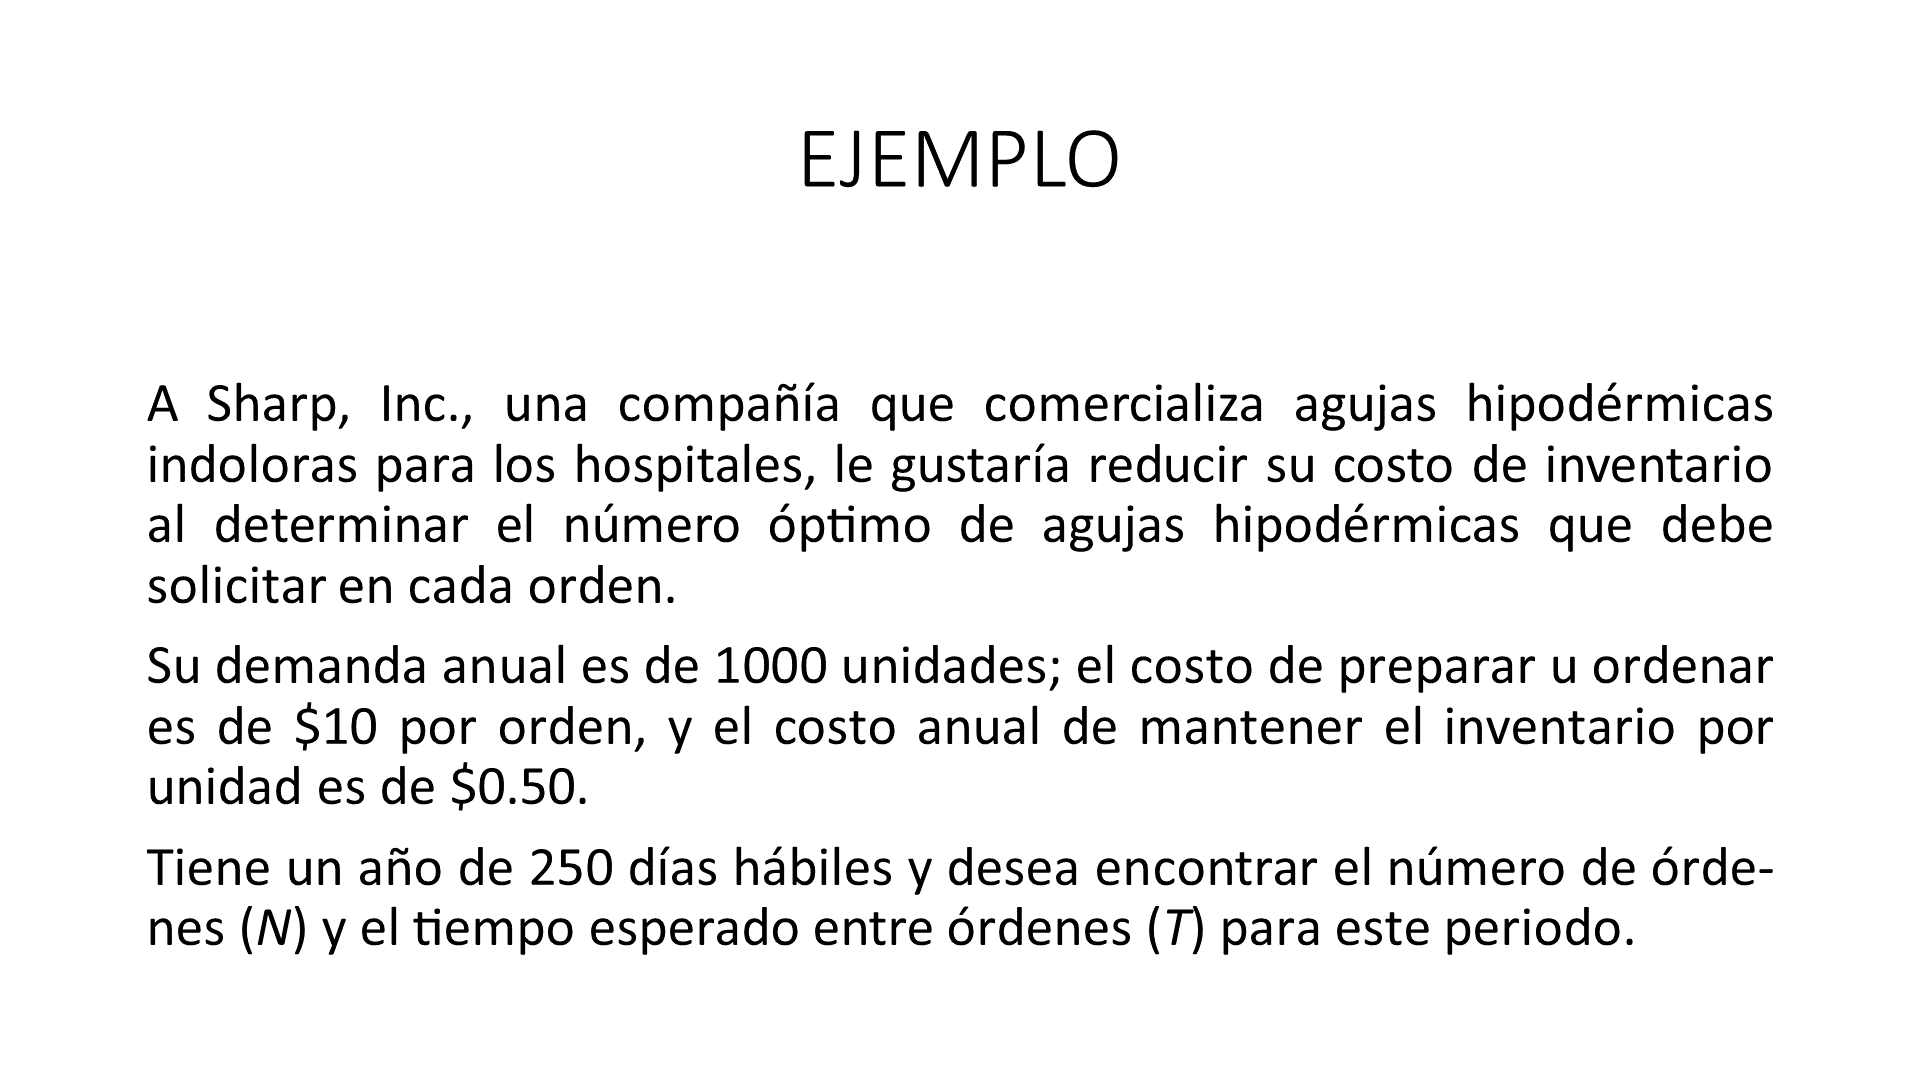 EJEMPLO
A Sharp, Inc., una compañía que comercializa agujas hipodérmicas
indoloras para los hospitales, le gustaría reducir su costo de inventario
al determinar el número óptimo de agujas hipodérmicas que debe
solicitar en cada orden.
Su demanda anual es de 1000 unidades; el costo de preparar u ordenar
es de $10 por orden, y el costo anual de mantener el inventario por
unidad es de $0.50.
Tiene un año de 250 días hábiles y desea encontrar el número de órde-
nes (N) y el tiempo esperado entre órdenes (T) para este periodo.